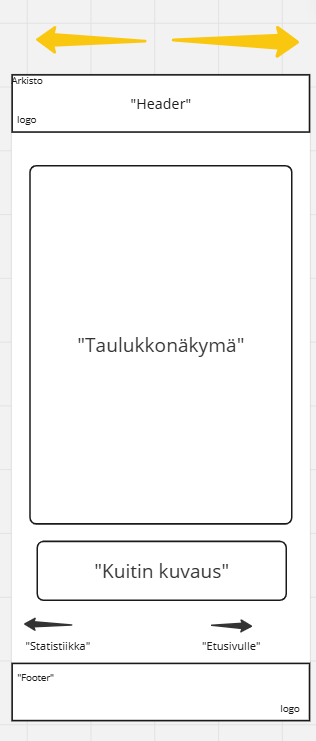 Arkisto
"Header"
logo
"Taulukkonäkymä"
"Kuitin kuvaus"
"Statistiikka"
"Etusivulle"
"Footer"
logo